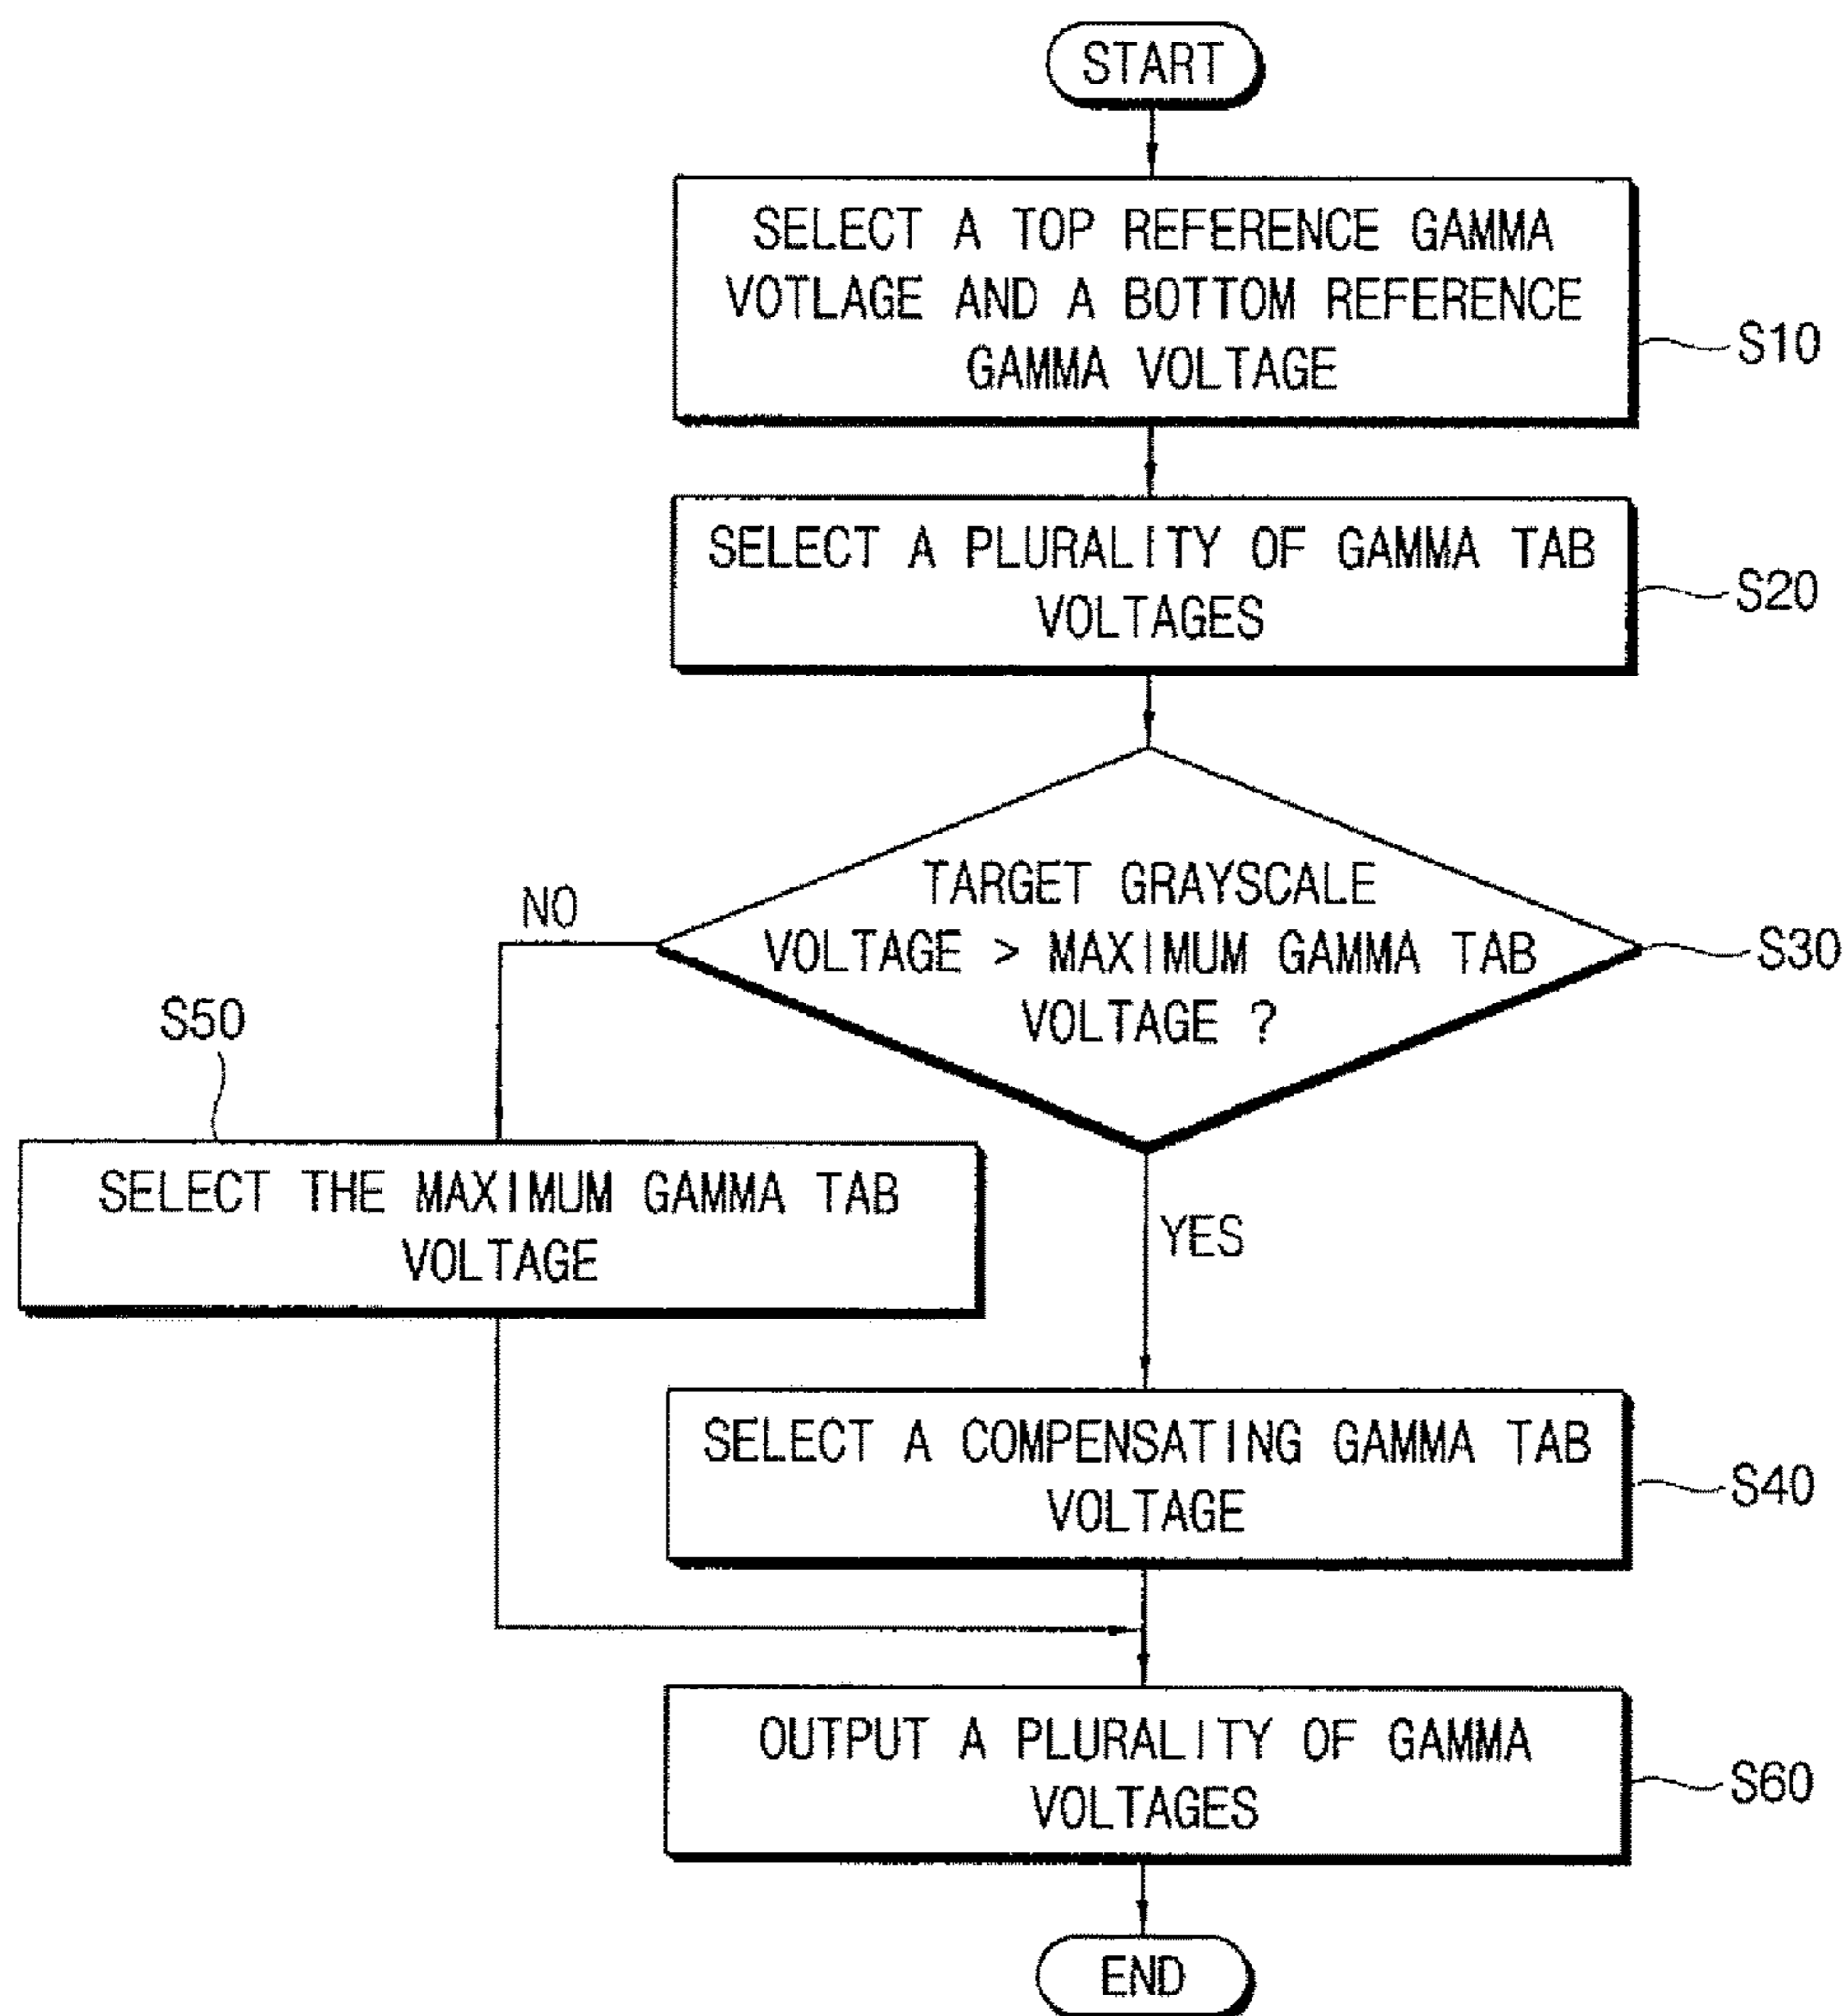 START
SELECT A TOP REFERENCE GAMMA
VOTLAGE AND A BOTTOM REFERENCE
GAMMA VOLTAGE
S10
SELECT A PLURALITY OF GAMMA TAB
VOLTAGES
S20
TARGET GRAYSCALE
VOLTAGE > MAXIMUM GAMMA TAB
VOLTAGE ?
S30
NO
S50
SELECT THE MAXIMUM GAMMA TAB
VOLTAGE
YES
SELECT A COMPENSATING GAMMA TAB
VOLTAGE
S40
OUTPUT A PLURALITY OF GAMMA
VOLTAGES
S60
END